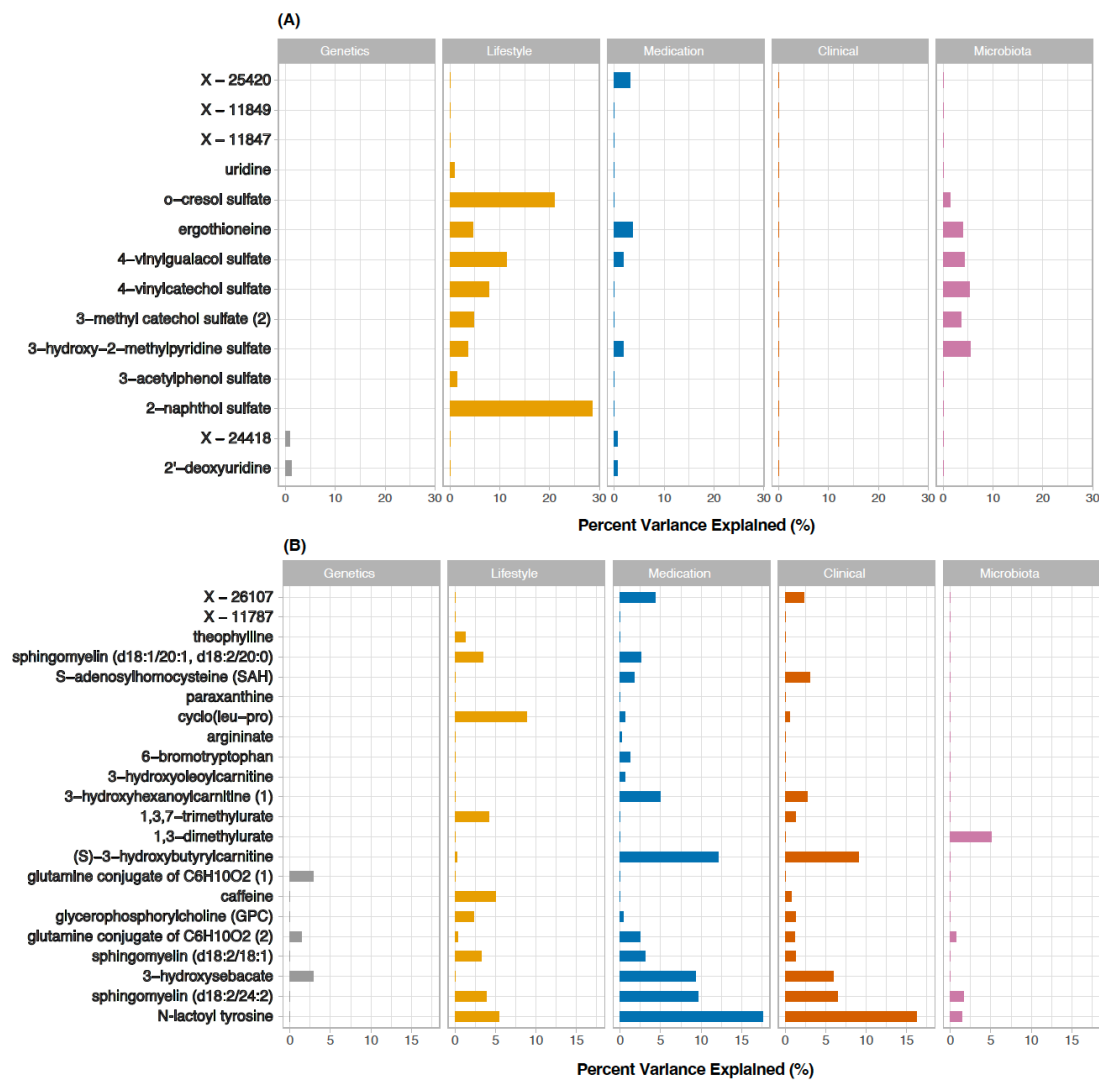 (A)
Genetics Lifestyle Medication Clinical Microbiota
X − 25420
X − 11849
X − 11847
uridine
o−cresol sulfate
ergothioneine
4−vinylguaiacol sulfate
4−vinylcatechol sulfate
3−methyl catechol sulfate (2)
3−hydroxy−2−methylpyridine sulfate
3−acetylphenol sulfate
2−naphthol sulfate
X − 24418
2'−deoxyuridine
0 10 20 30 0 10 20 30 0 10 20 30 0 10 20 30 0 10 20 30
Percent Variance Explained (%)
(B)
Genetics Lifestyle Medication Clinical Microbiota
X − 26107
X − 11787
theophylline
sphingomyelin (d18:1/20:1, d18:2/20:0)
S−adenosylhomocysteine (SAH)
paraxanthine
cyclo(leu−pro)
argininate
6−bromotryptophan
3−hydroxyoleoylcarnitine
3−hydroxyhexanoylcarnitine (1)
1,3,7−trimethylurate
1,3−dimethylurate
(S)−3−hydroxybutyrylcarnitine
glutamine conjugate of C6H10O2 (1)
caffeine
glycerophosphorylcholine (GPC)
glutamine conjugate of C6H10O2 (2)
sphingomyelin (d18:2/18:1)
3−hydroxysebacate
sphingomyelin (d18:2/24:2)
N-lactoyl tyrosine
0 5 10 15 0 5 10 15 0 5 10 15 0 5 10 15 0 5 10 15
Percent Variance Explained (%)